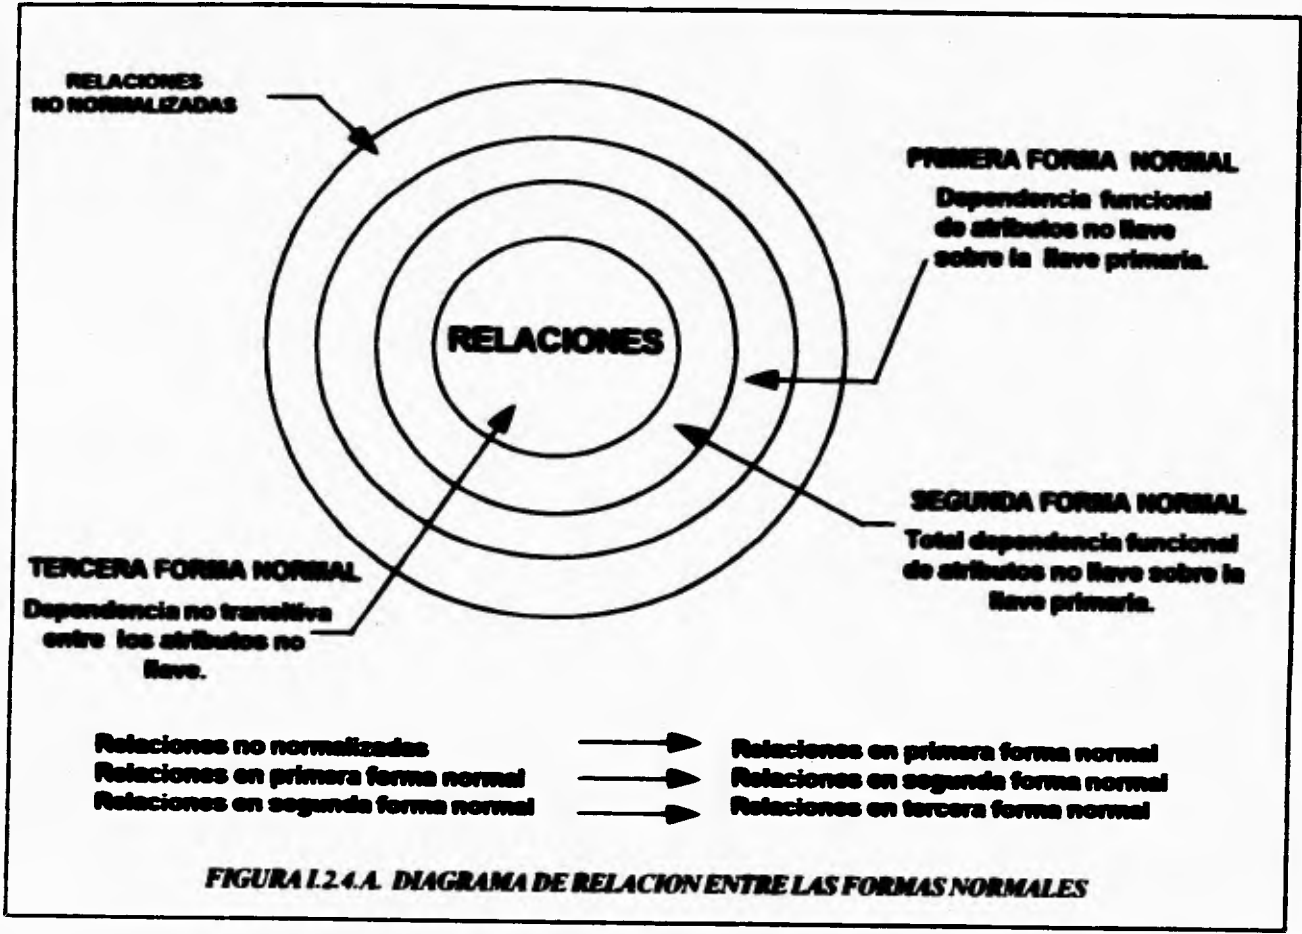 RELACIONES
NO NORMALIZADAS
PRIMERA FORMA NORMAL
Dependencia funcional
de atributos no llave
sobre la llave primaria.
RELACIONES
SEGUNDA FORMA NORMAL
Total dependencia funcional
de atributos no llave sobre la
llave primaria.
TERCERA FORMA NORMAL
Dependencia no transitiva
entre los atributos no
llave.
Relaciones no normalizadas Relaciones en primera forma normal
Relaciones en primera forma normal Relaciones en segunda forma normal
Relaciones en segunda forma normal Relaciones en tercera forma normal
FIGURA I.2.4.A. DIAGRAMA DE RELACION ENTRE LAS FORMAS NORMALES